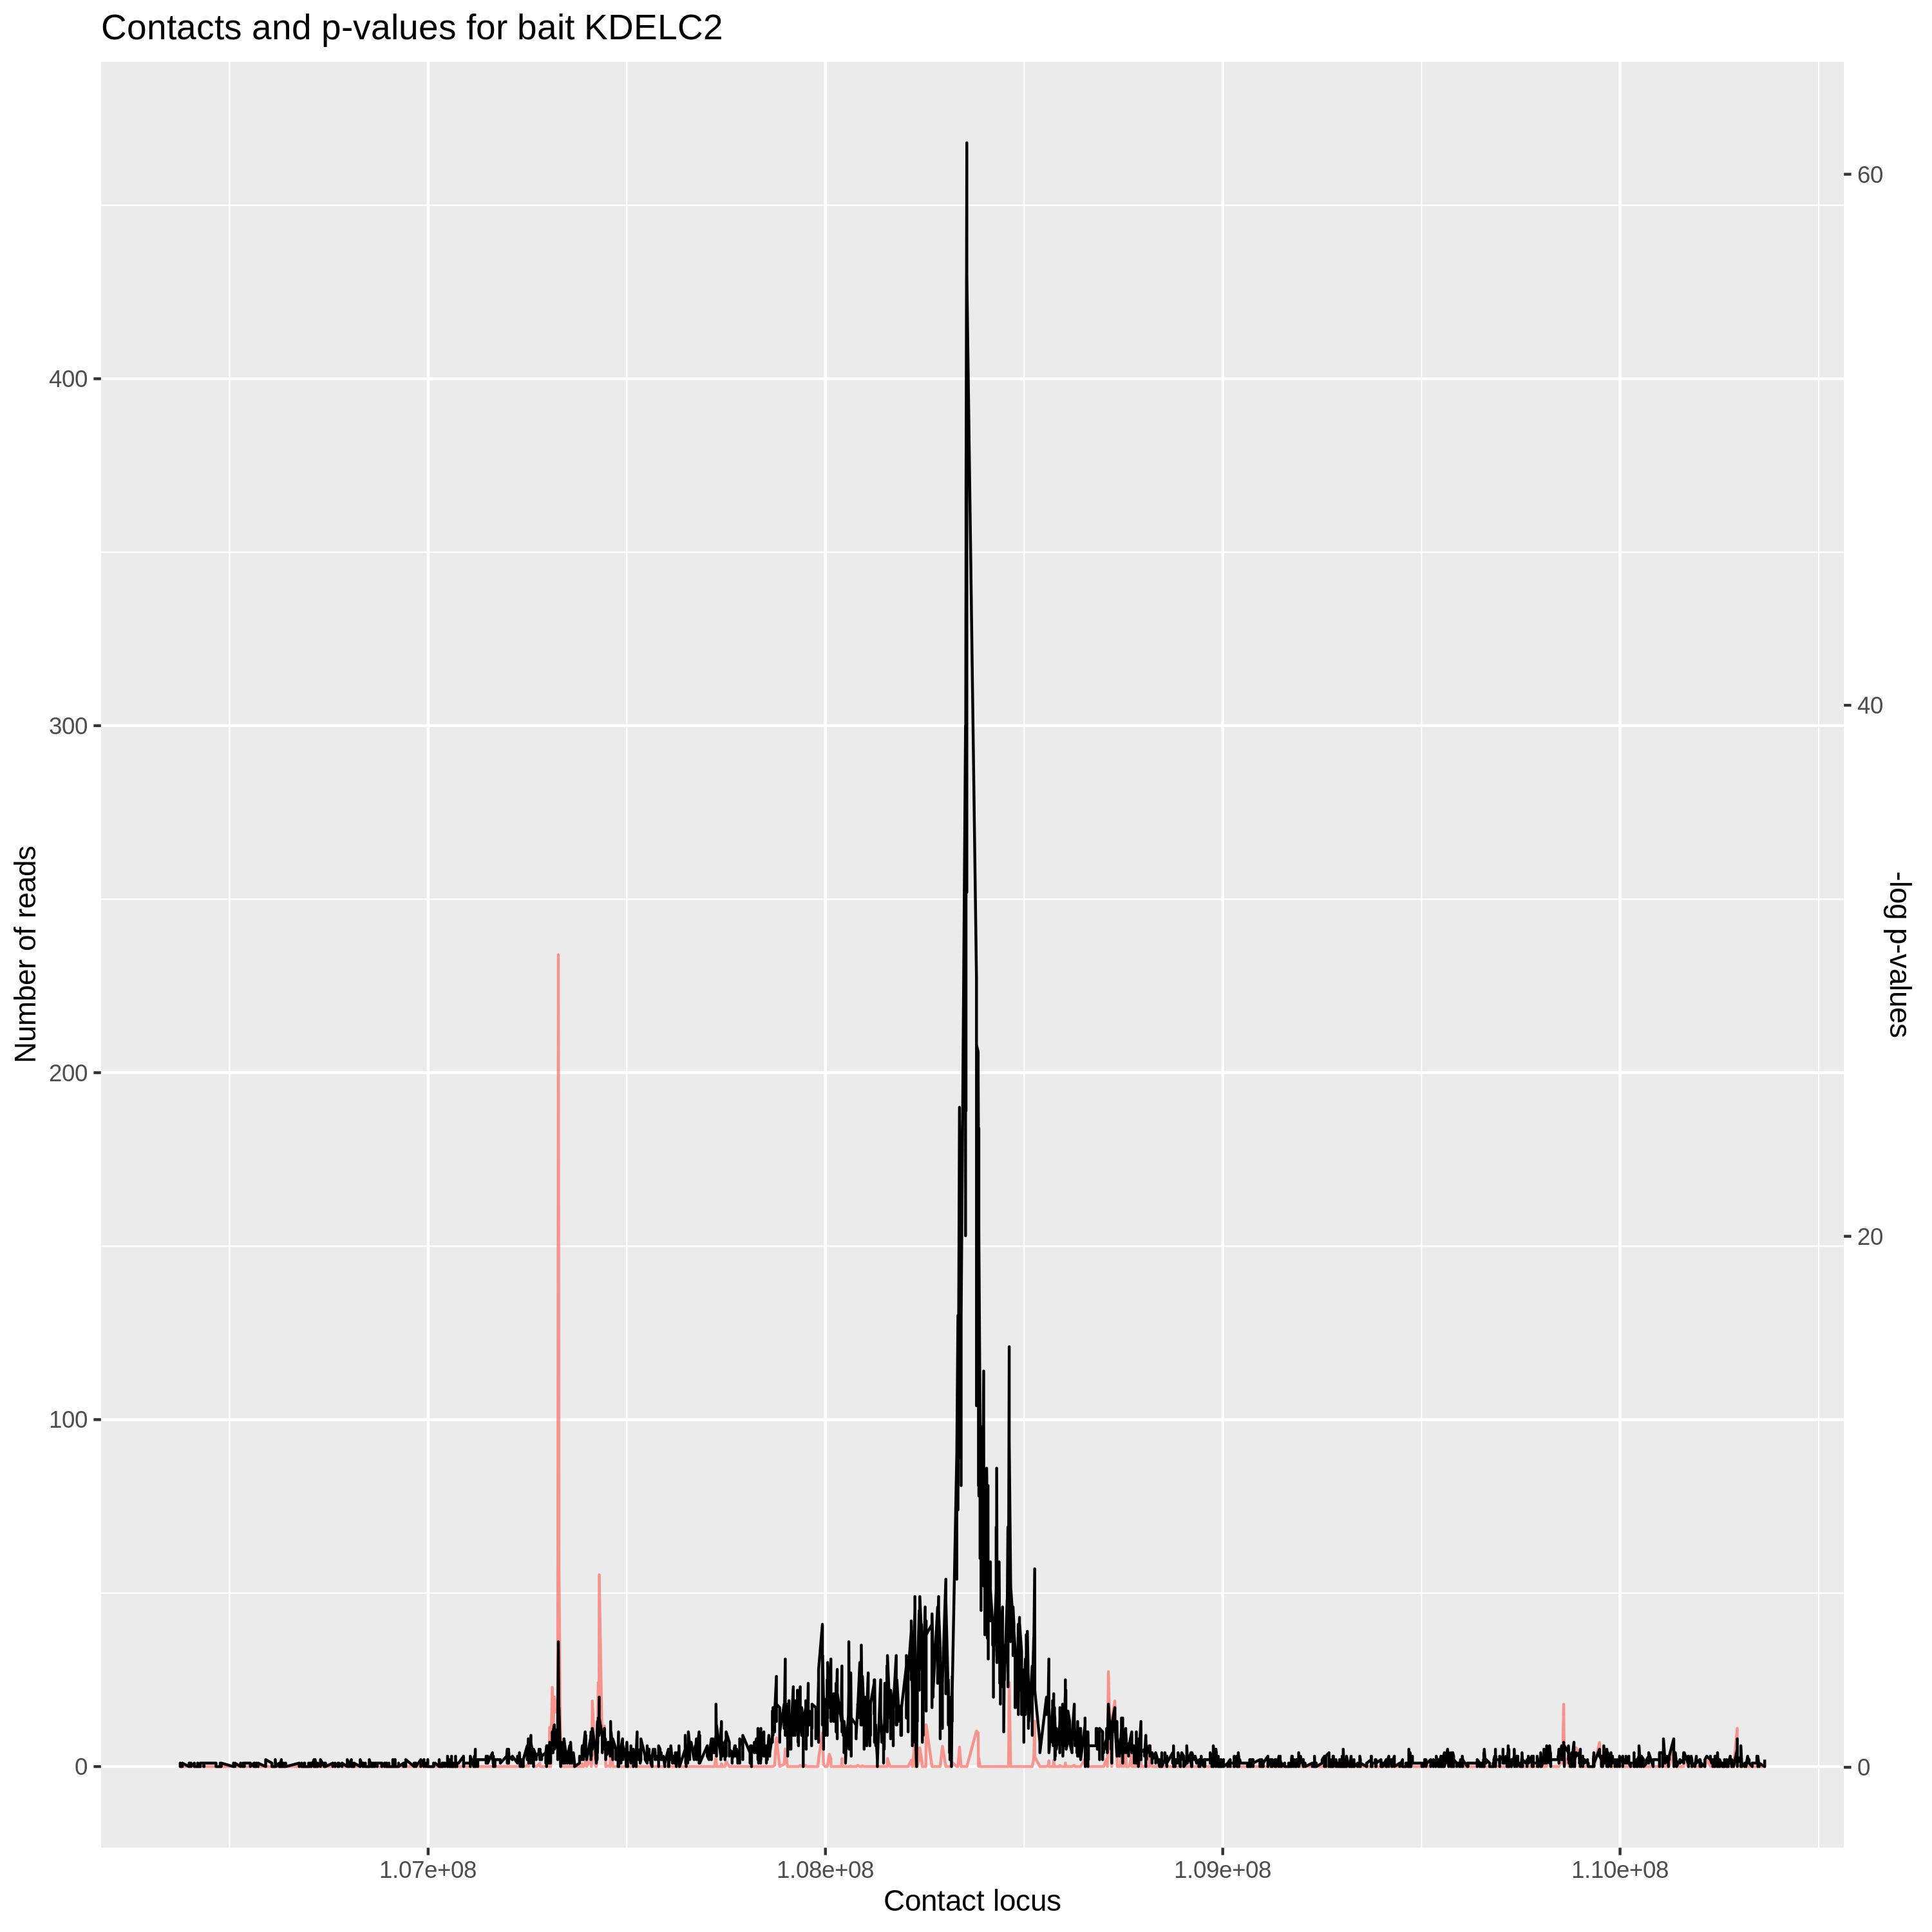 Contacts and p-values for bait KDELC2
Number of reads
400
300
200
100
0
60
40
20
0
-log p-values
1.07e+08
1.08e+08
1.09e+08
1.10e+08
Contact locus